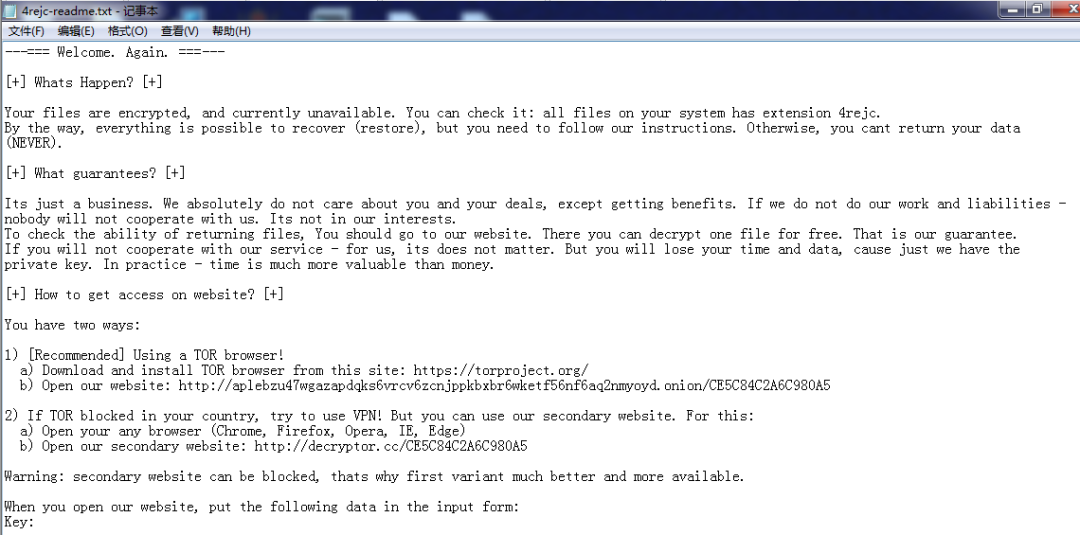 4rejc-readme.txt - 记事本
文件(F) 编辑(E) 格式(O) 查看(V) 帮助(H)
---=== Welcome. Again. ===---
[+] Whats Happen? [+]
Your files are encrypted, and currently unavailable. You can check it: all files on your system has extension 4rejc.
By the way, everything is possible to recover (restore), but you need to follow our instructions. Otherwise, you cant return your data
(NEVER).
[+] What guarantees? [+]
Its just a business. We absolutely do not care about you and your deals, except getting benefits. If we do not do our work and liabilities -
nobody will not cooperate with us. Its not in our interests.
To check the ability of returning files, You should go to our website. There you can decrypt one file for free. That is our guarantee.
If you will not cooperate with our service - for us, its does not matter. But you will lose your time and data, cause just we have the
private key. In practice - time is much more valuable than money.
[+] How to get access on website? [+]
You have two ways:
1) [Recommended] Using a TOR browser!
a) Download and install TOR browser from this site: https://torproject.org/
b) Open our website: http://aplebzu47wgazapdqks6vrcv6zcnjppkbxbr6wketf56nf6aq2nmyoyd.onion/CE5C84C2A6C980A5
2) If TOR blocked in your country, try to use VPN! But you can use our secondary website. For this:
a) Open your any browser (Chrome, Firefox, Opera, IE, Edge)
b) Open our secondary website: http://decryptor.cc/CE5C84C2A6C980A5
Warning: secondary website can be blocked, thats why first variant much better and more available.
When you open our website, put the following data in the input form:
Key: